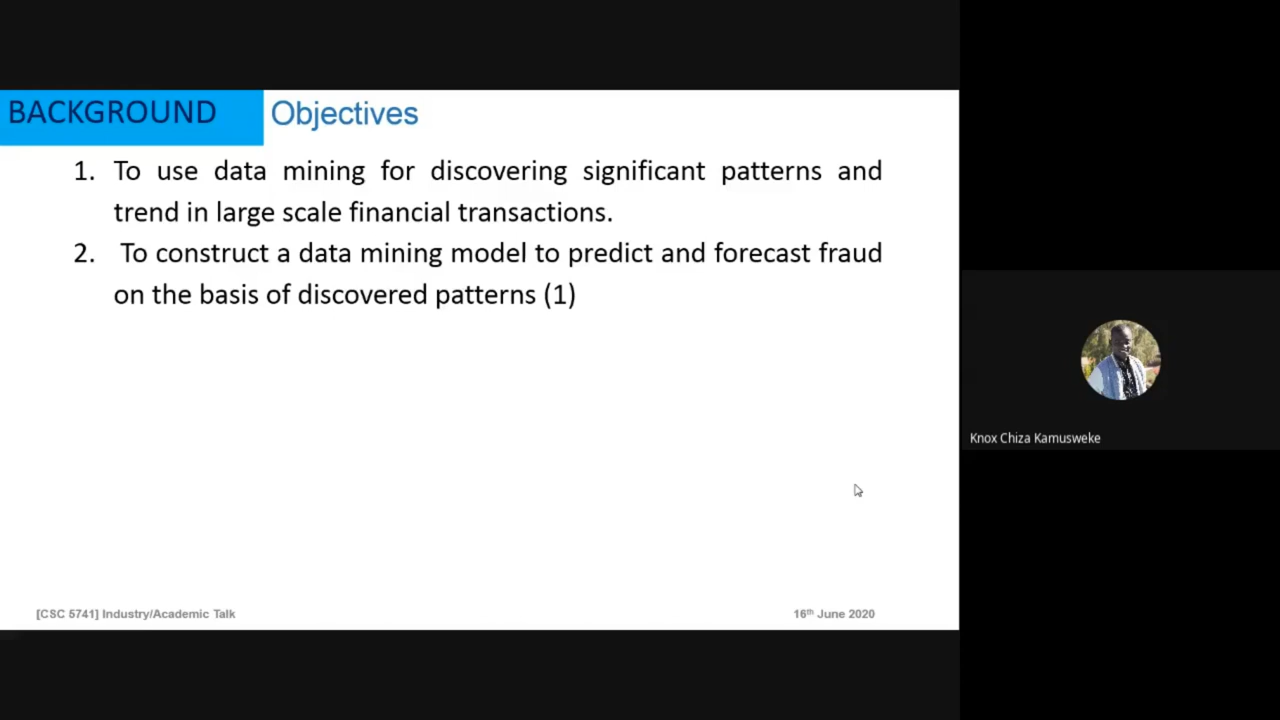 BACKGROUND Objectives
1. To use data mining for discovering significant patterns and
trend in large scale financial transactions.
2. To construct a data mining model to predict and forecast fraud
on the basis of discovered patterns (1)
Knox Chiza Kamusweke
[CSC 5741] Industry/Academic Talk
16th June 2020